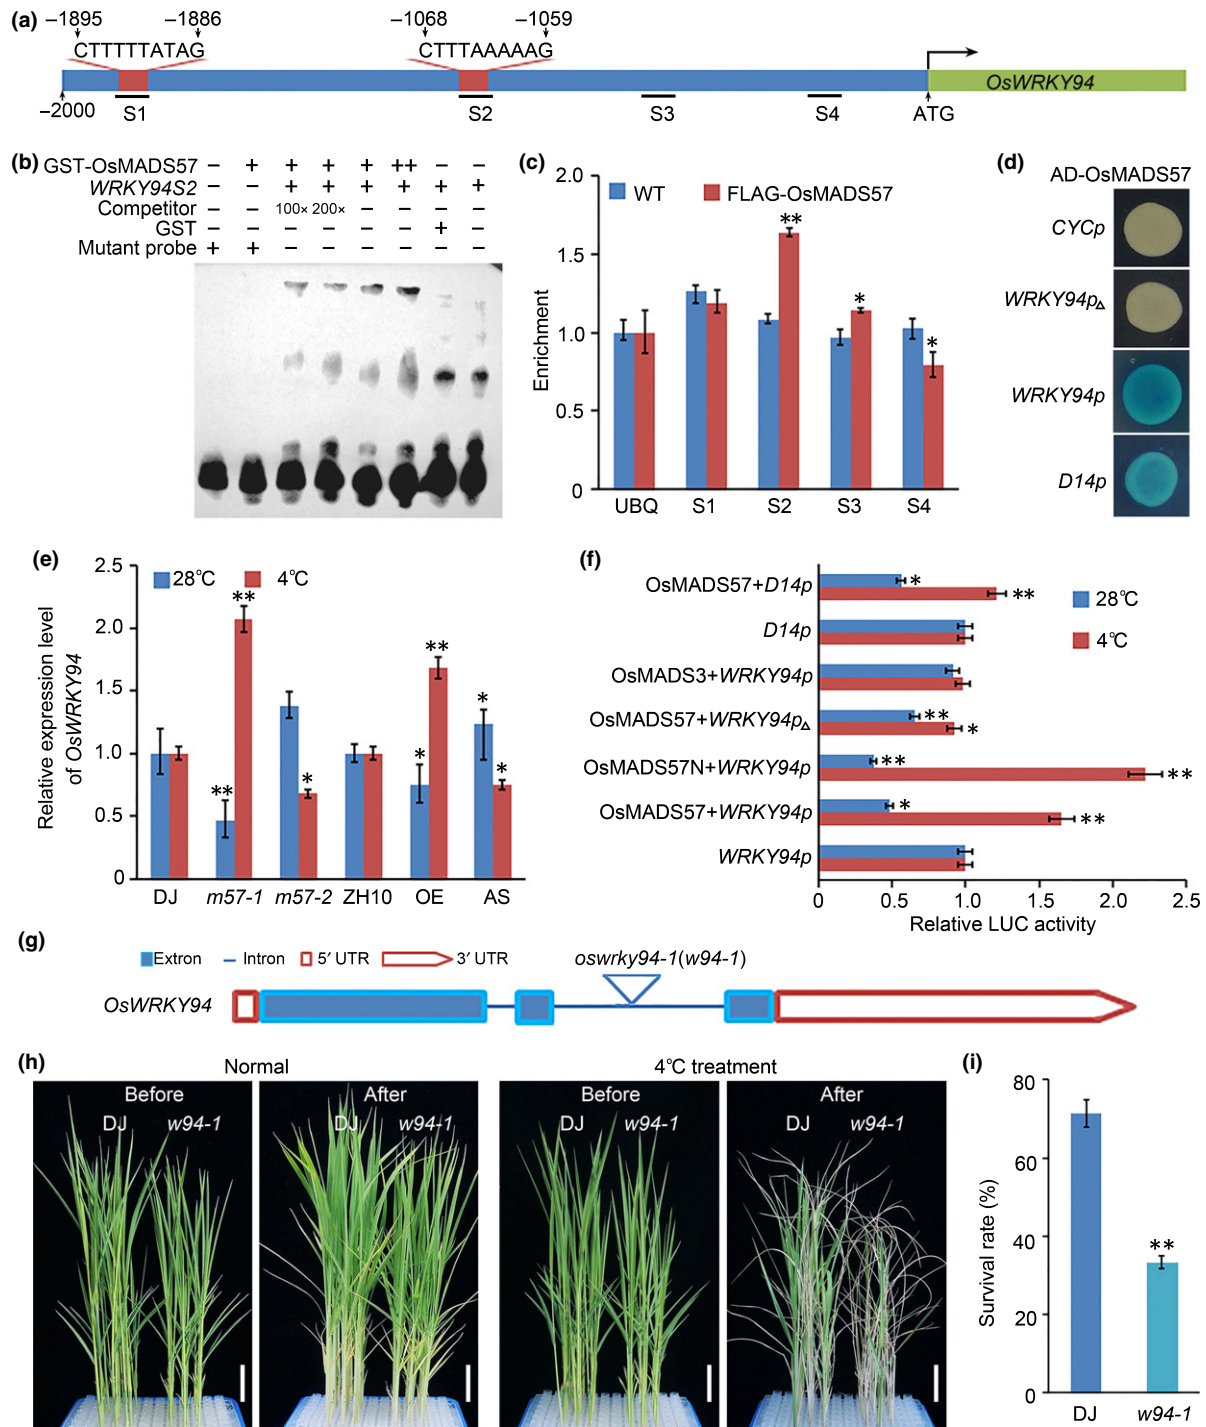 (a)
−1895 −1886 −1068 −1059
CTTTTTATAG CTTTAAAAAG
OsWRKY94
−2000 S1 S2 S3 S4 ATG
(b)
GST-OsMADS57 − + + + + ++ − −
WRKY94S2 − − + + + + + +
Competitor − − 100× 200× − − − −
GST − − − − − − + −
Mutant probe + + − − − − − −
(c)
WT FLAG-OsMADS57
Enrichment
2.0
1.5
1.0
0.5
0
** * *
UBQ S1 S2 S3 S4
(d)
AD-OsMADS57
CYCp
WRKY94pΔ
WRKY94p
D14p
(e)
28℃ 4℃
Relative expression level
of OsWRKY94
2.5
2.0
1.5
1.0
0.5
0
** ** * * ** * *
DJ m57-1 m57-2 ZH10 OE AS
(f)
28℃
4℃
OsMADS57+D14p * **
D14p
OsMADS3+WRKY94p
OsMADS57+WRKY94pΔ ** *
OsMADS57N+WRKY94p ** **
OsMADS57+WRKY94p * **
WRKY94p
0 0.5 1.0 1.5 2.0 2.5
Relative LUC activity
(g)
Extron Intron 5′ UTR 3′ UTR
oswrky94-1(w94-1)
OsWRKY94
(h)
Normal 4℃ treatment
Before After Before After
DJ w94-1 DJ w94-1 DJ w94-1 DJ w94-1
(i)
Survival rate (%)
80
60
40
20
0
**
DJ w94-1